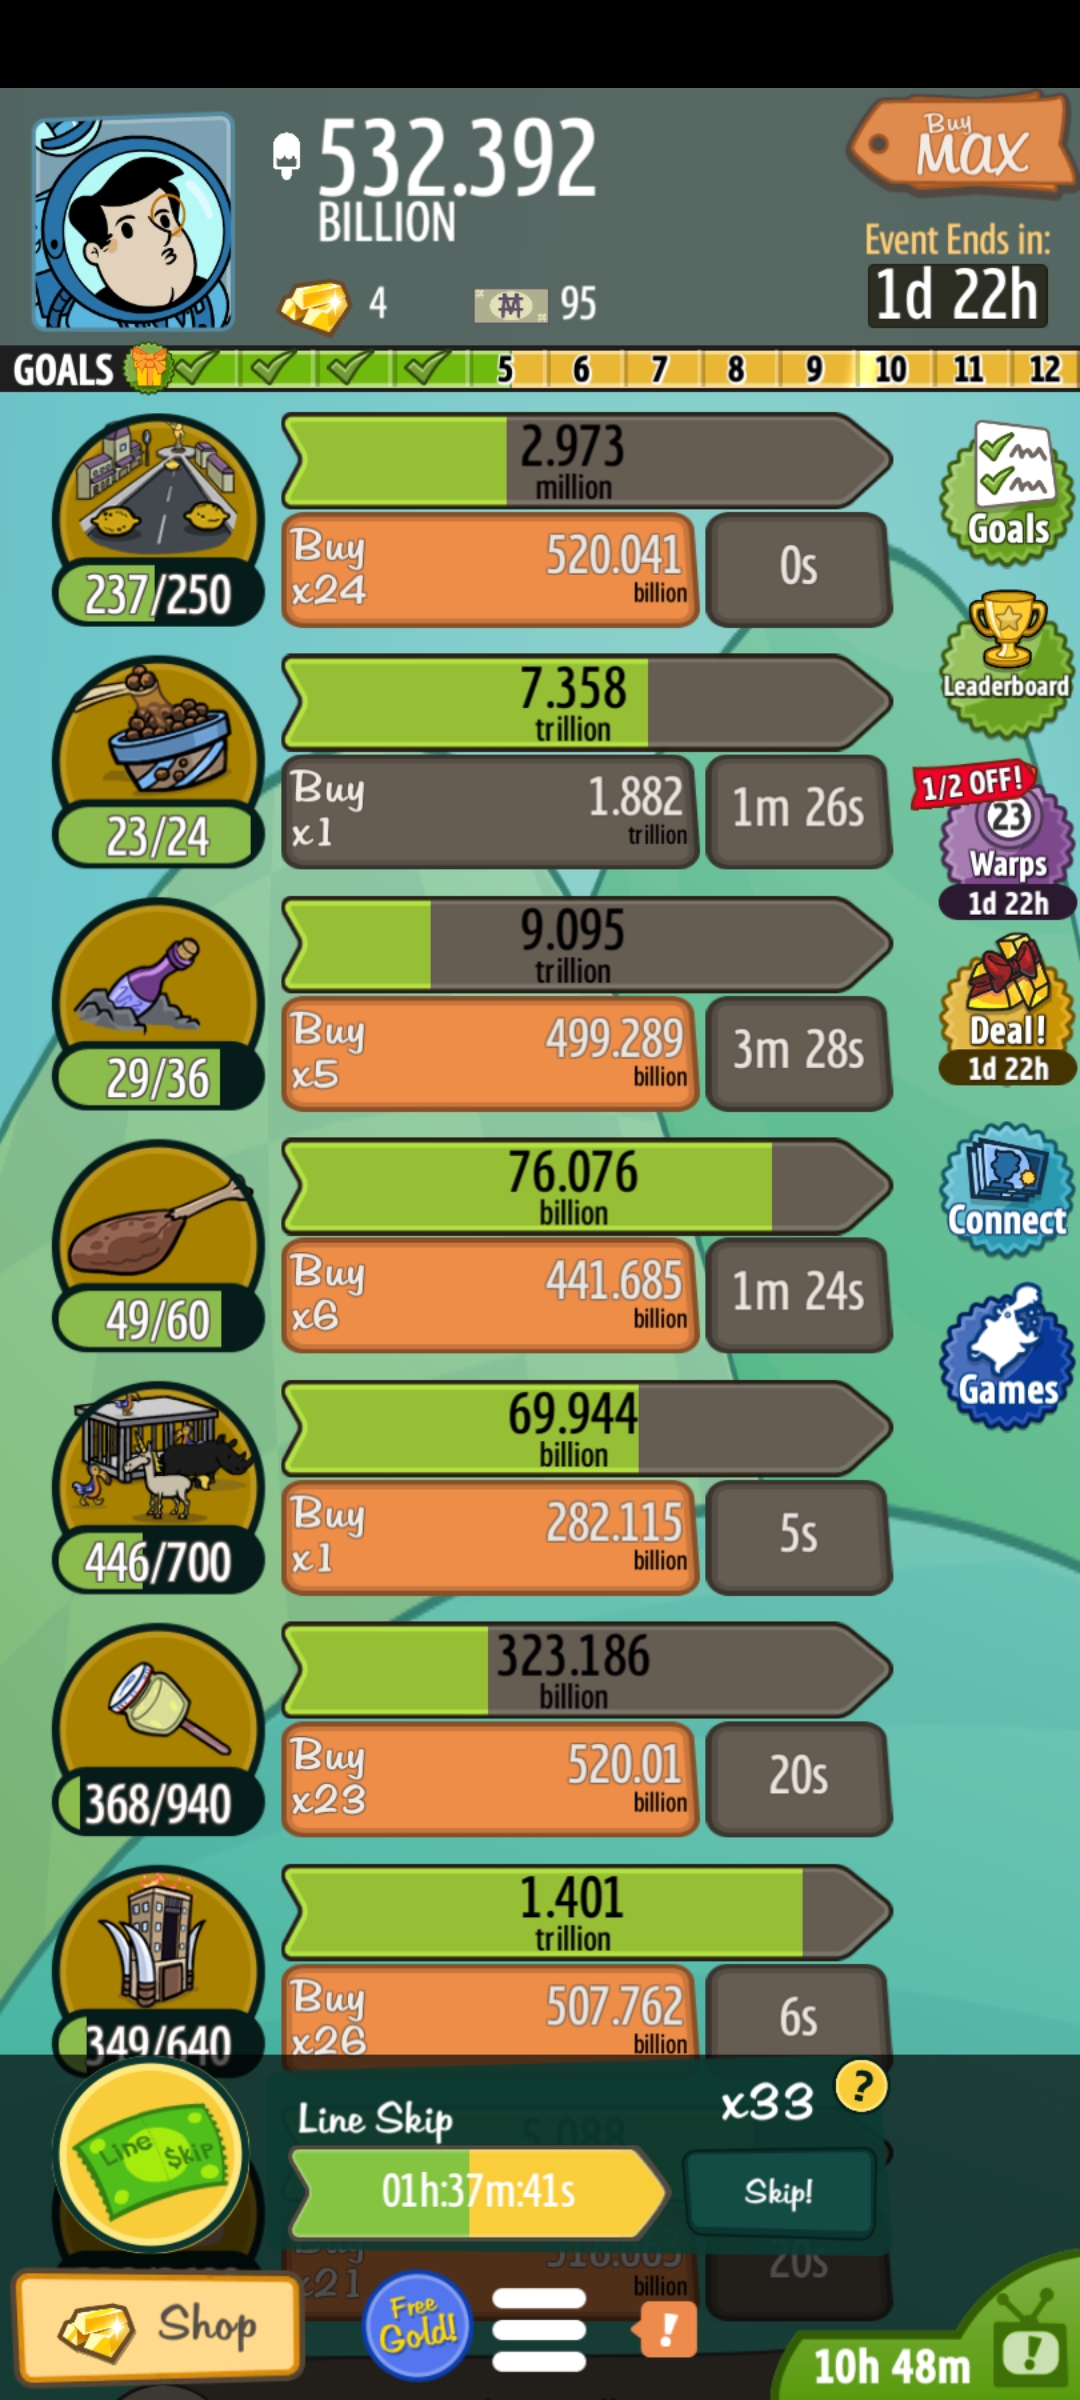 532.392
BILLION
Buy
MAX
Event Ends in:
1d 22h
4
95
GOALS
5
6
7
8
9
10
11
12
2.973
million
Buy
x24
520.041
billion
0s
237/250
Goals
7.358
trillion
Buy
x1
1.882
trillion
1m 26s
23/24
Leaderboard
1/2 OFF!
23
Warps
1d 22h
9.095
trillion
Buy
x5
499.289
billion
3m 28s
29/36
Deal!
1d 22h
76.076
billion
Buy
x6
441.685
billion
1m 24s
49/60
Connect
69.944
billion
Buy
x1
282.115
billion
5s
446/700
Games
323.186
billion
Buy
x23
520.01
billion
20s
368/940
1.401
trillion
Buy
x26
507.762
billion
6s
349/640
Line Skip
x33
?
5.088
Line $kip
01h:37m:41s
Skip!
Buy
x21
billion
20s
Shop
Free
Gold!
!
10h 48m
!